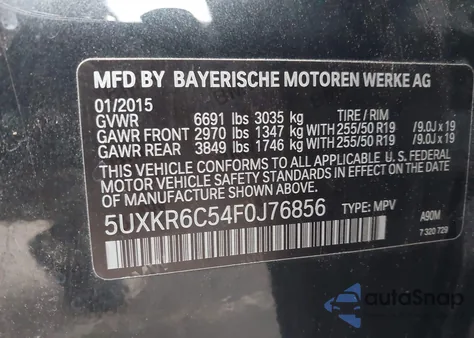 MFD BY BAYERISCHE MOTOREN WERKE AG
01/2015
GVWR 6691 lbs 3035 kg TIRE / RIM
GAWR FRONT 2970 lbs 1347 kg WITH 255/50 R19 /9.0J x 19
GAWR REAR 3849 lbs 1746 kg WITH 255/50 R19 /9.0J x 19
THIS VEHICLE CONFORMS TO ALL APPLICABLE U.S. FEDERAL
MOTOR VEHICLE SAFETY STANDARDS IN EFFECT ON THE DATE
OF MANUFACTURE SHOWN ABOVE.
5UXKR6C54F0J76856 TYPE: MPV A90M
7 320 729
autoSnap